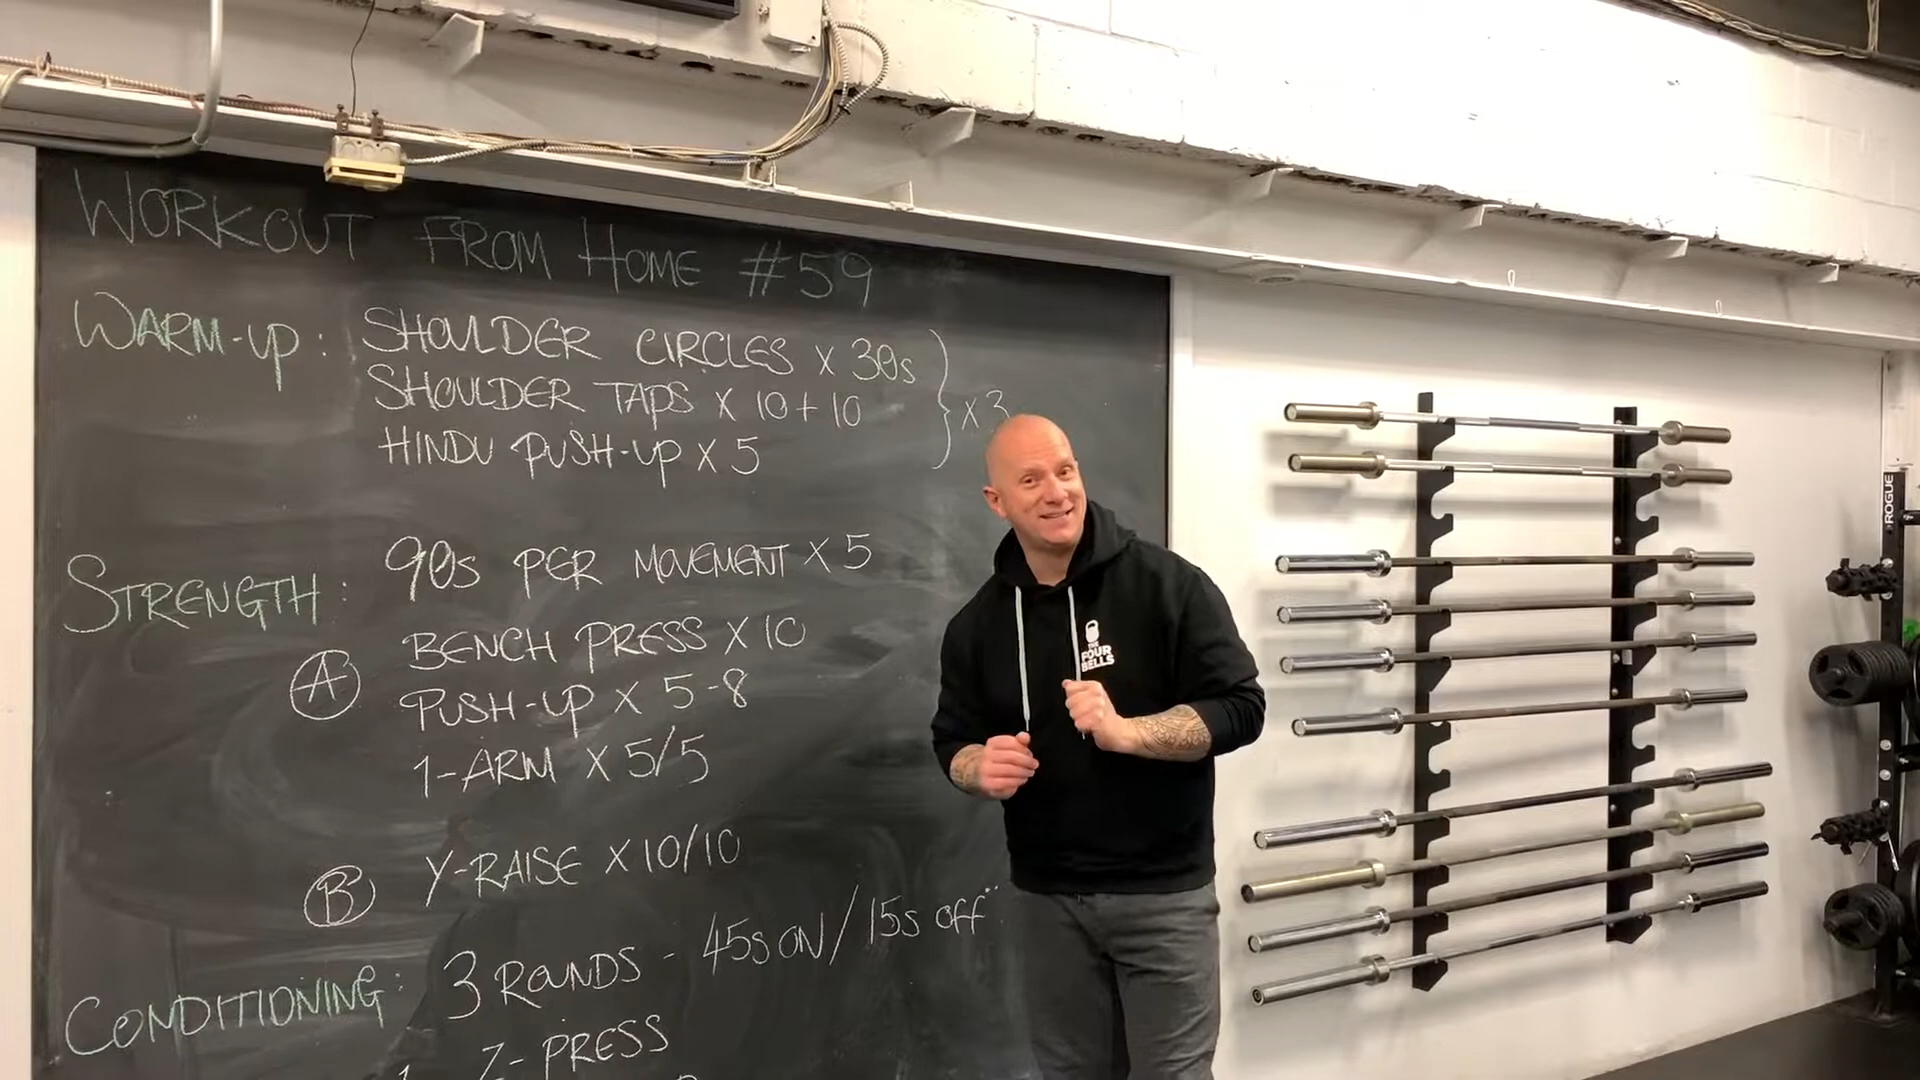 WORKOUT FROM HOME #59
WARM-UP: SHOULDER CIRCLES X 30s
SHOULDER TAPS X 10+10
HINDU PUSH-UP X 5
} X 3
STRENGTH: 90s PER MOVEMENT X 5
A BENCH PRESS X 10
PUSH-UP X 5-8
1-ARM X 5/5
B Y-RAISE X 10/10
CONDITIONING: 3 ROUNDS - 45s ON/15s OFF
Z-PRESS
THE FOUR BELLS
ROGUE